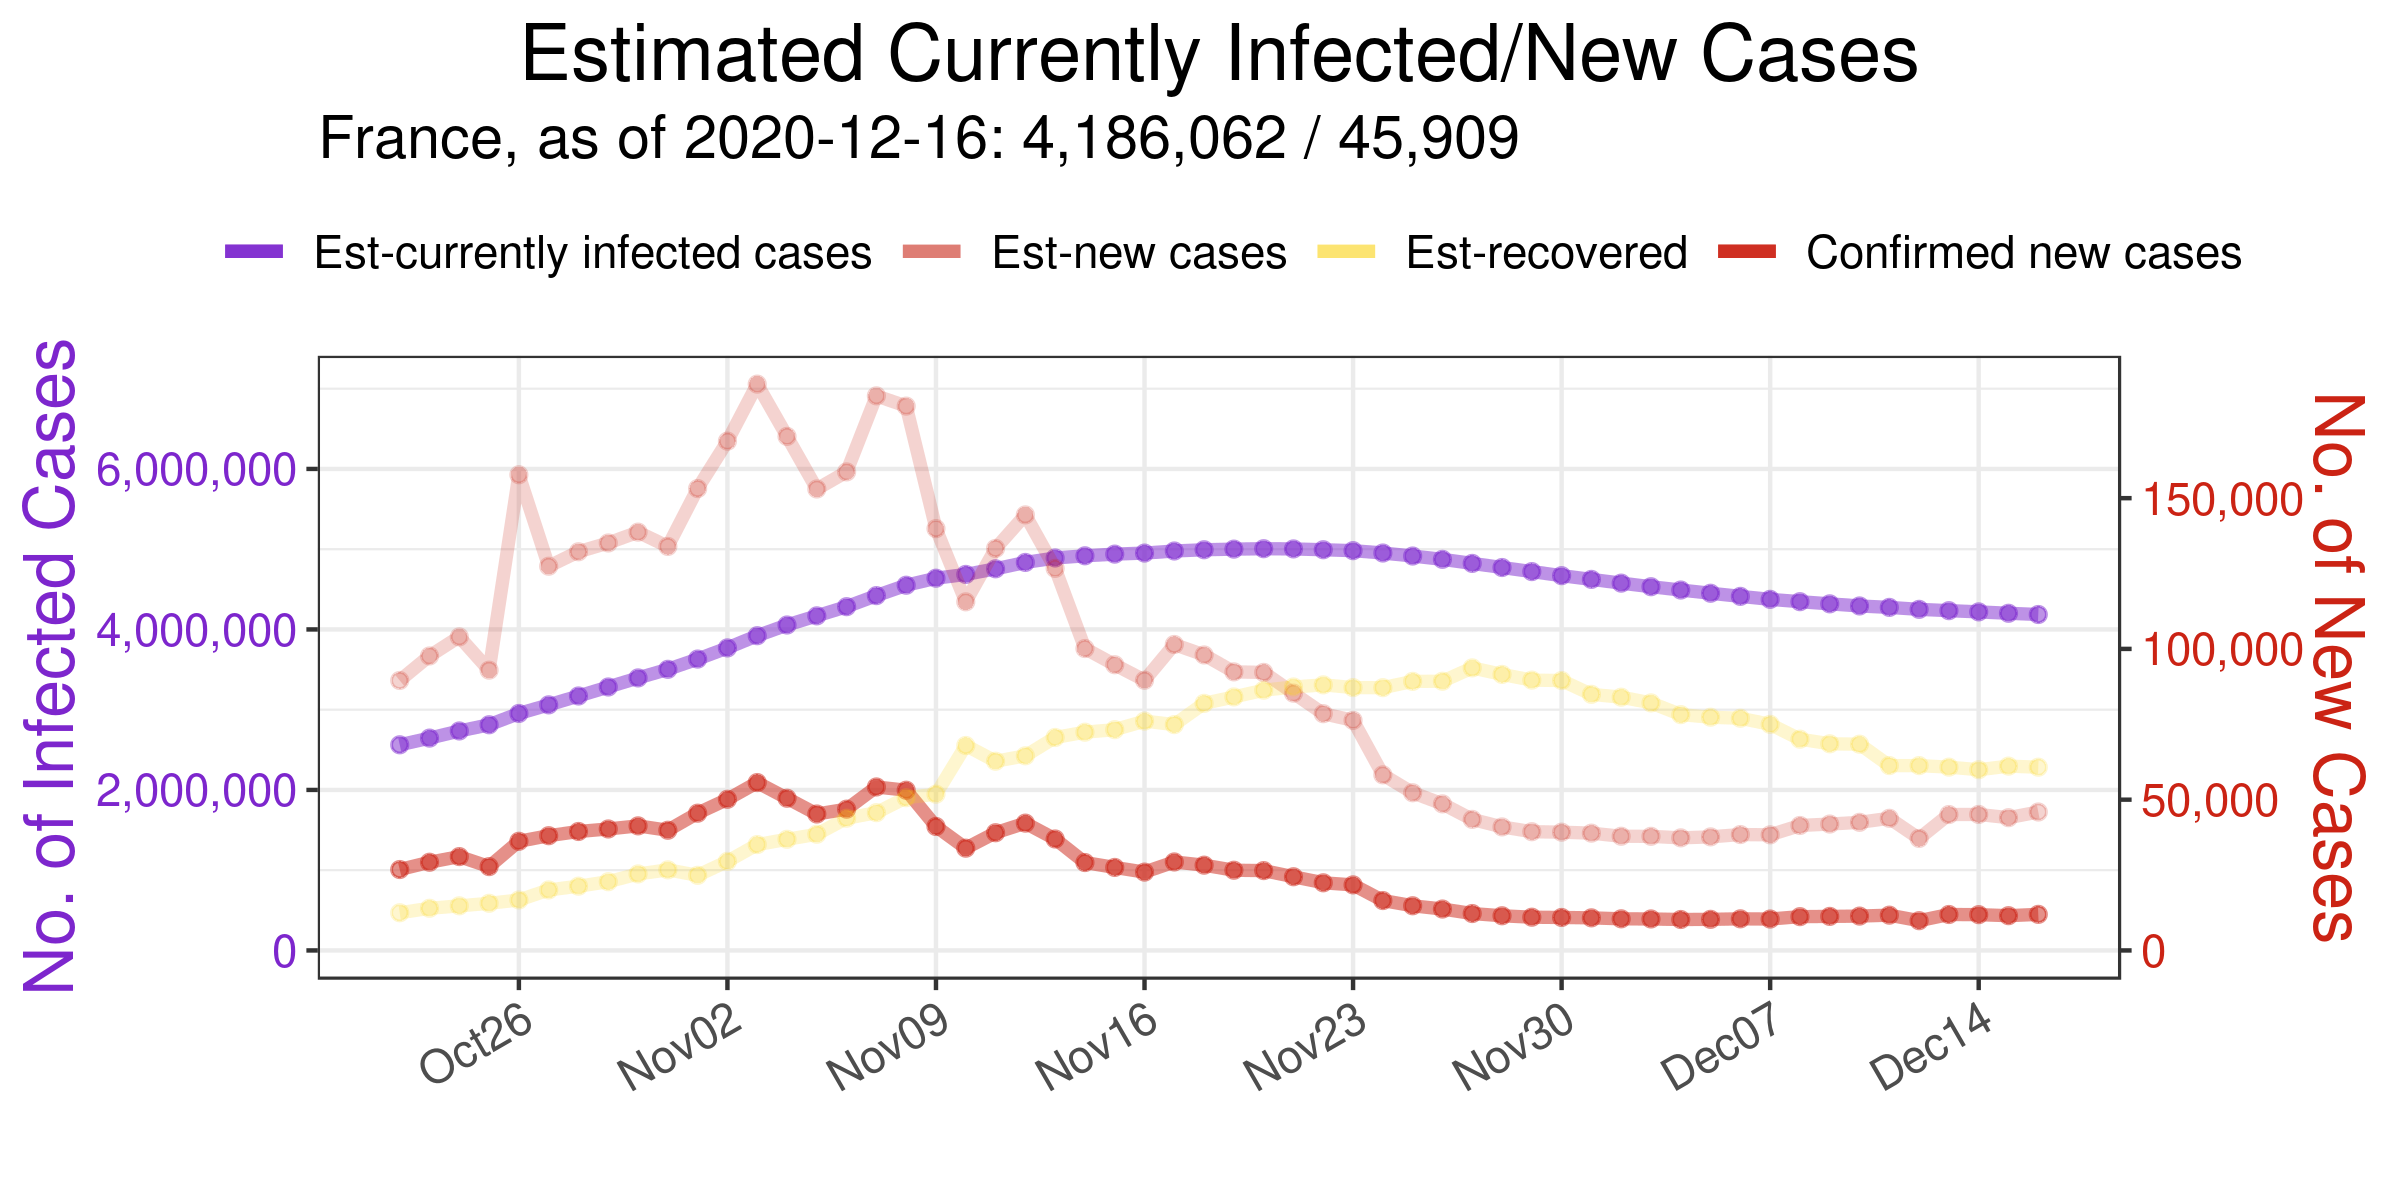 Estimated Currently Infected/New Cases
France, as of 2020-12-16: 4,186,062 / 45,909
Est-currently infected cases Est-new cases Est-recovered Confirmed new cases
No. of Infected Cases
6,000,000
4,000,000
2,000,000
0
150,000
100,000
50,000
0
No. of New Cases
Oct26 Nov02 Nov09 Nov16 Nov23 Nov30 Dec07 Dec14